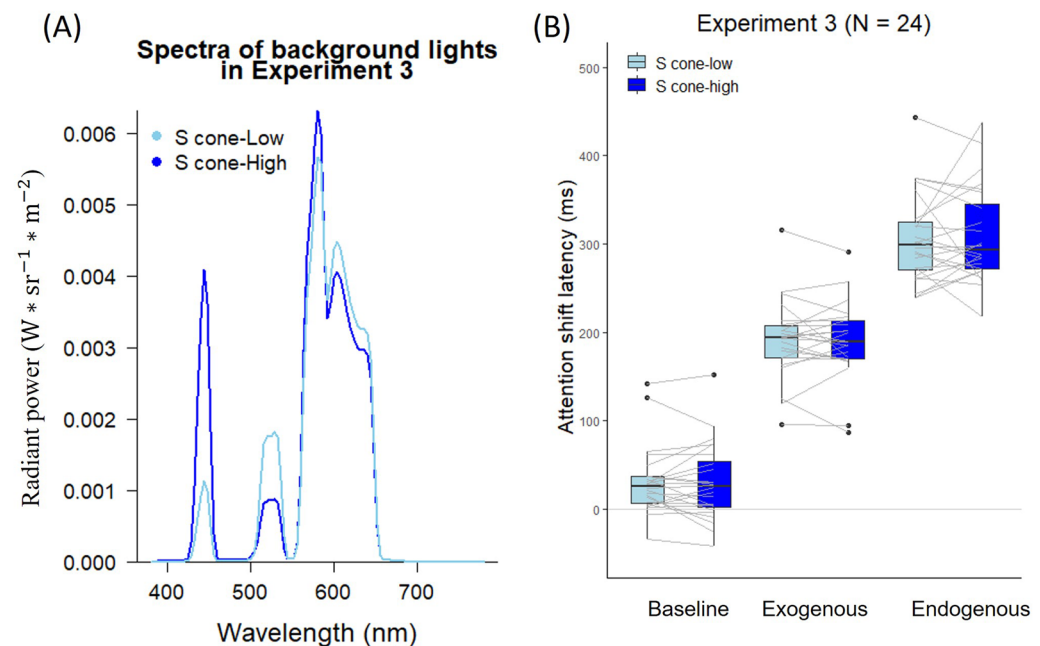 (A)
Spectra of background lights
in Experiment 3
S cone-Low
S cone-High
Radiant power (W * sr⁻¹ * m⁻²)
0.006
0.005
0.004
0.003
0.002
0.001
0.000
400 500 600 700
Wavelength (nm)
(B)
Experiment 3 (N = 24)
S cone-low
S cone-high
Attention shift latency (ms)
500
400
300
200
100
0
Baseline Exogenous Endogenous